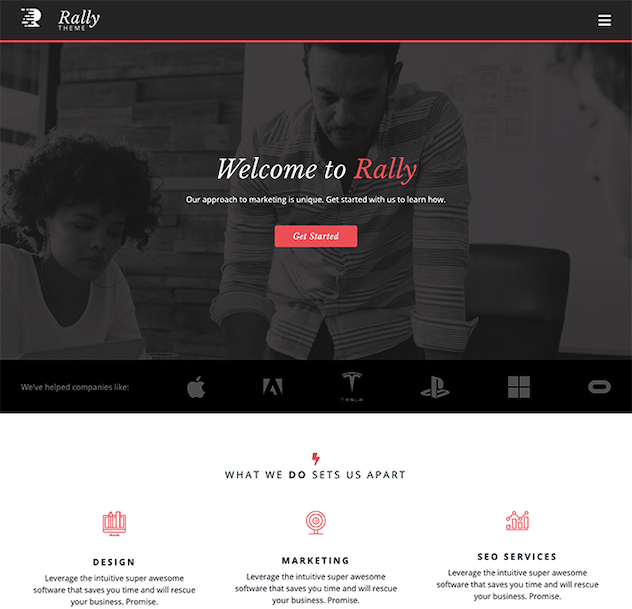 Rally
THEME
Welcome to Rally
Our approach to marketing is unique. Get started with us to learn how.
Get Started
We've helped companies like:
TESLA
WHAT WE DO SETS US APART
DESIGN
Leverage the intuitive super awesome
software that saves you time and will rescue
your business. Promise.
MARKETING
Leverage the intuitive super awesome
software that saves you time and will rescue
your business. Promise.
SEO SERVICES
Leverage the intuitive super awesome
software that saves you time and will rescue
your business. Promise.